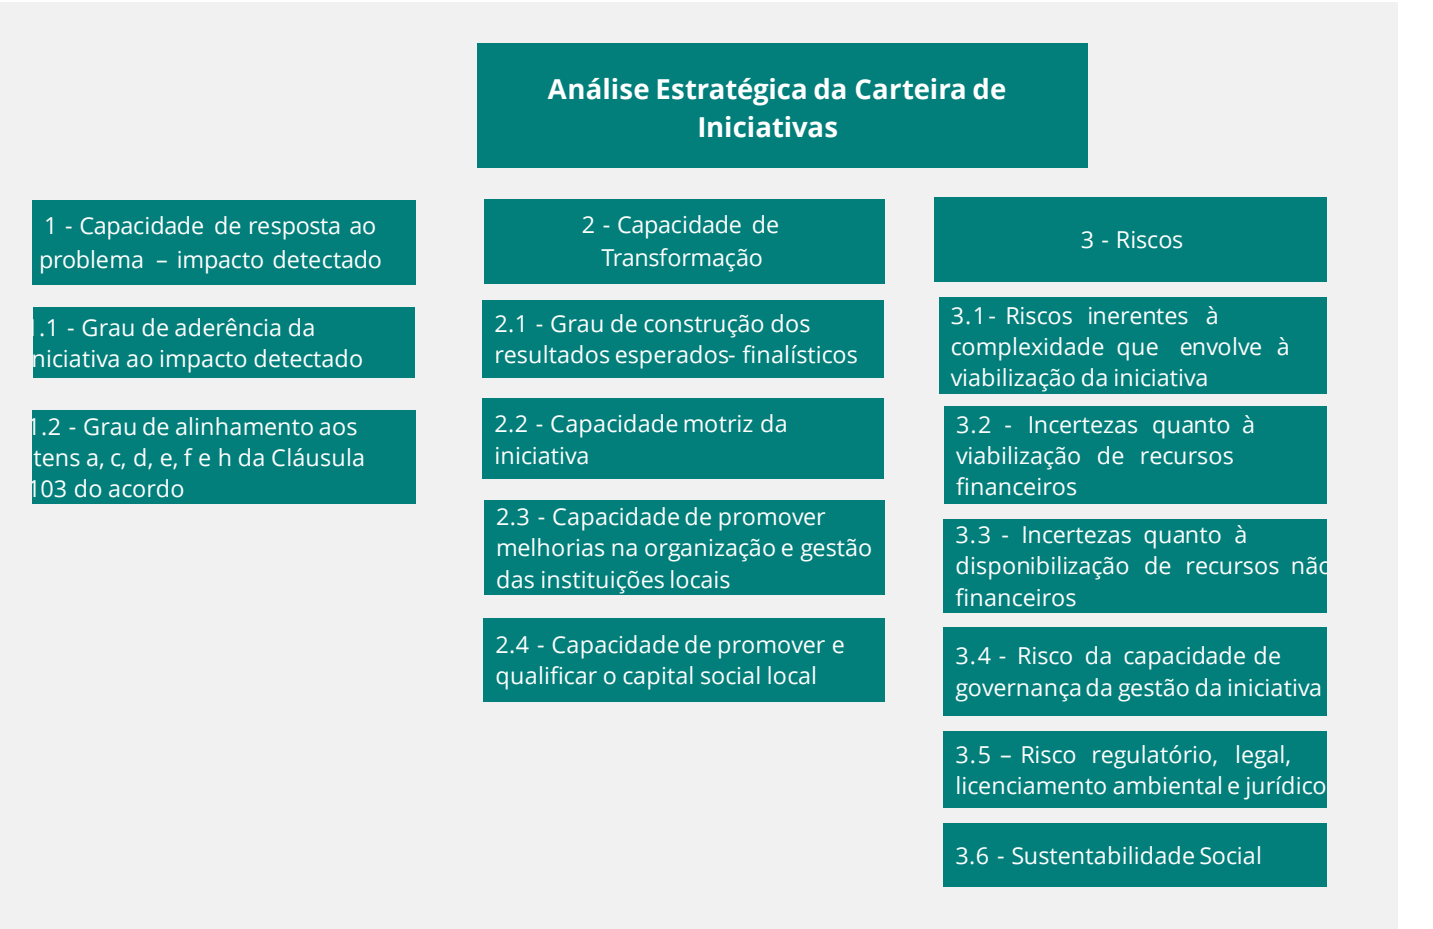 Análise Estratégica da Carteira de
Iniciativas
1 - Capacidade de resposta ao
problema – impacto detectado
.1 - Grau de aderência da
niciativa ao impacto detectado
1.2 - Grau de alinhamento aos
tens a, c, d, e, f e h da Cláusula
103 do acordo
2 - Capacidade de
Transformação
2.1 - Grau de construção dos
resultados esperados- finalísticos
2.2 - Capacidade motriz da
iniciativa
2.3 - Capacidade de promover
melhorias na organização e gestão
das instituições locais
2.4 - Capacidade de promover e
qualificar o capital social local
3 - Riscos
3.1- Riscos inerentes à
complexidade que envolve à
viabilização da iniciativa
3.2 - Incertezas quanto à
viabilização de recursos
financeiros
3.3 - Incertezas quanto à
disponibilização de recursos não
financeiros
3.4 - Risco da capacidade de
governança da gestão da iniciativa
3.5 – Risco regulatório, legal,
licenciamento ambiental e jurídico
3.6 - Sustentabilidade Social